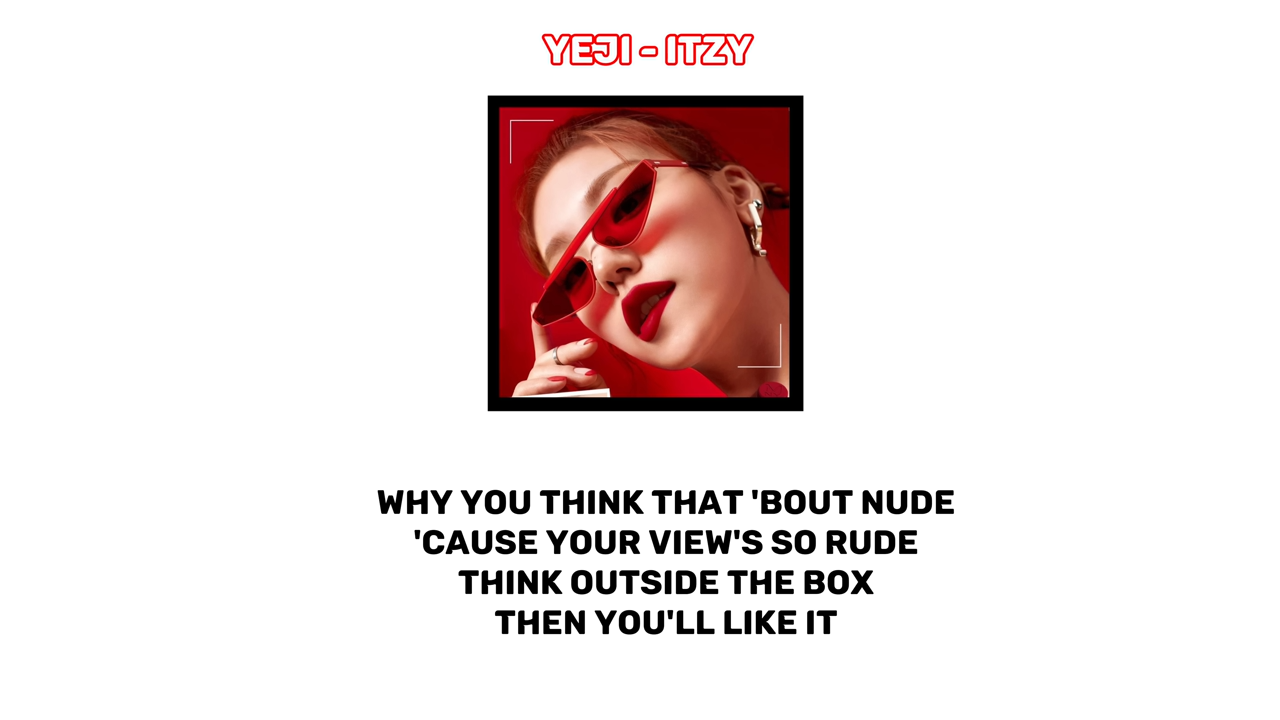 YEJI - ITZY
WHY YOU THINK THAT 'BOUT NUDE
'CAUSE YOUR VIEW'S SO RUDE
THINK OUTSIDE THE BOX
THEN YOU'LL LIKE IT